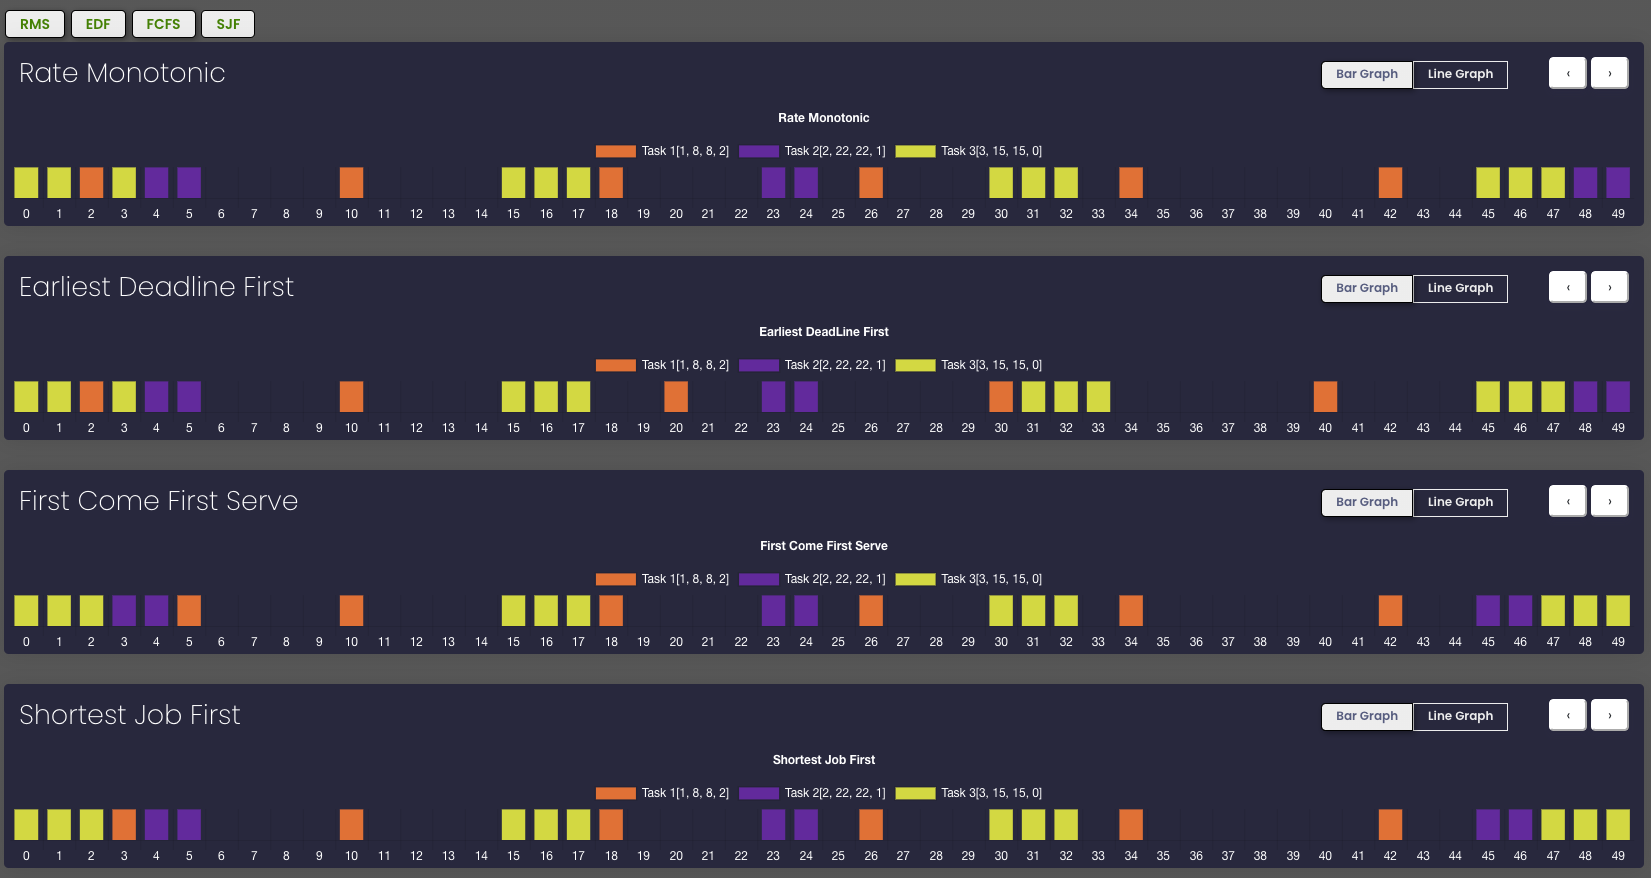 RMS EDF FCFS SJF
Rate Monotonic
Bar Graph Line Graph ‹ ›
Rate Monotonic
Task 1[1, 8, 8, 2] Task 2[2, 22, 22, 1] Task 3[3, 15, 15, 0]
0 1 2 3 4 5 6 7 8 9 10 11 12 13 14 15 16 17 18 19 20 21 22 23 24 25 26 27 28 29 30 31 32 33 34 35 36 37 38 39 40 41 42 43 44 45 46 47 48 49
Earliest Deadline First
Bar Graph Line Graph ‹ ›
Earliest DeadLine First
Task 1[1, 8, 8, 2] Task 2[2, 22, 22, 1] Task 3[3, 15, 15, 0]
0 1 2 3 4 5 6 7 8 9 10 11 12 13 14 15 16 17 18 19 20 21 22 23 24 25 26 27 28 29 30 31 32 33 34 35 36 37 38 39 40 41 42 43 44 45 46 47 48 49
First Come First Serve
Bar Graph Line Graph ‹ ›
First Come First Serve
Task 1[1, 8, 8, 2] Task 2[2, 22, 22, 1] Task 3[3, 15, 15, 0]
0 1 2 3 4 5 6 7 8 9 10 11 12 13 14 15 16 17 18 19 20 21 22 23 24 25 26 27 28 29 30 31 32 33 34 35 36 37 38 39 40 41 42 43 44 45 46 47 48 49
Shortest Job First
Bar Graph Line Graph ‹ ›
Shortest Job First
Task 1[1, 8, 8, 2] Task 2[2, 22, 22, 1] Task 3[3, 15, 15, 0]
0 1 2 3 4 5 6 7 8 9 10 11 12 13 14 15 16 17 18 19 20 21 22 23 24 25 26 27 28 29 30 31 32 33 34 35 36 37 38 39 40 41 42 43 44 45 46 47 48 49